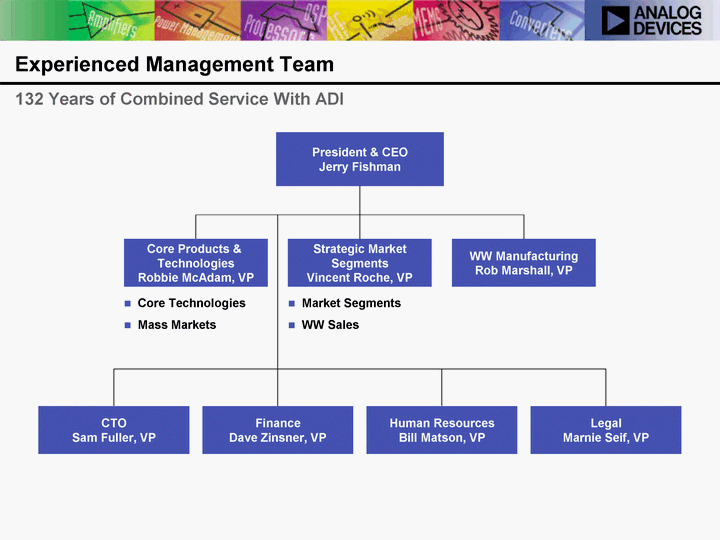 Amplifiers
Power Management
Processors
DSP
MEMS
Converters
ANALOG
DEVICES
Experienced Management Team
132 Years of Combined Service With ADI
President & CEO
Jerry Fishman
Core Products &
Technologies
Robbie McAdam, VP
Strategic Market
Segments
Vincent Roche, VP
WW Manufacturing
Rob Marshall, VP
Core Technologies
Mass Markets
Market Segments
WW Sales
CTO
Sam Fuller, VP
Finance
Dave Zinsner, VP
Human Resources
Bill Matson, VP
Legal
Marnie Seif, VP